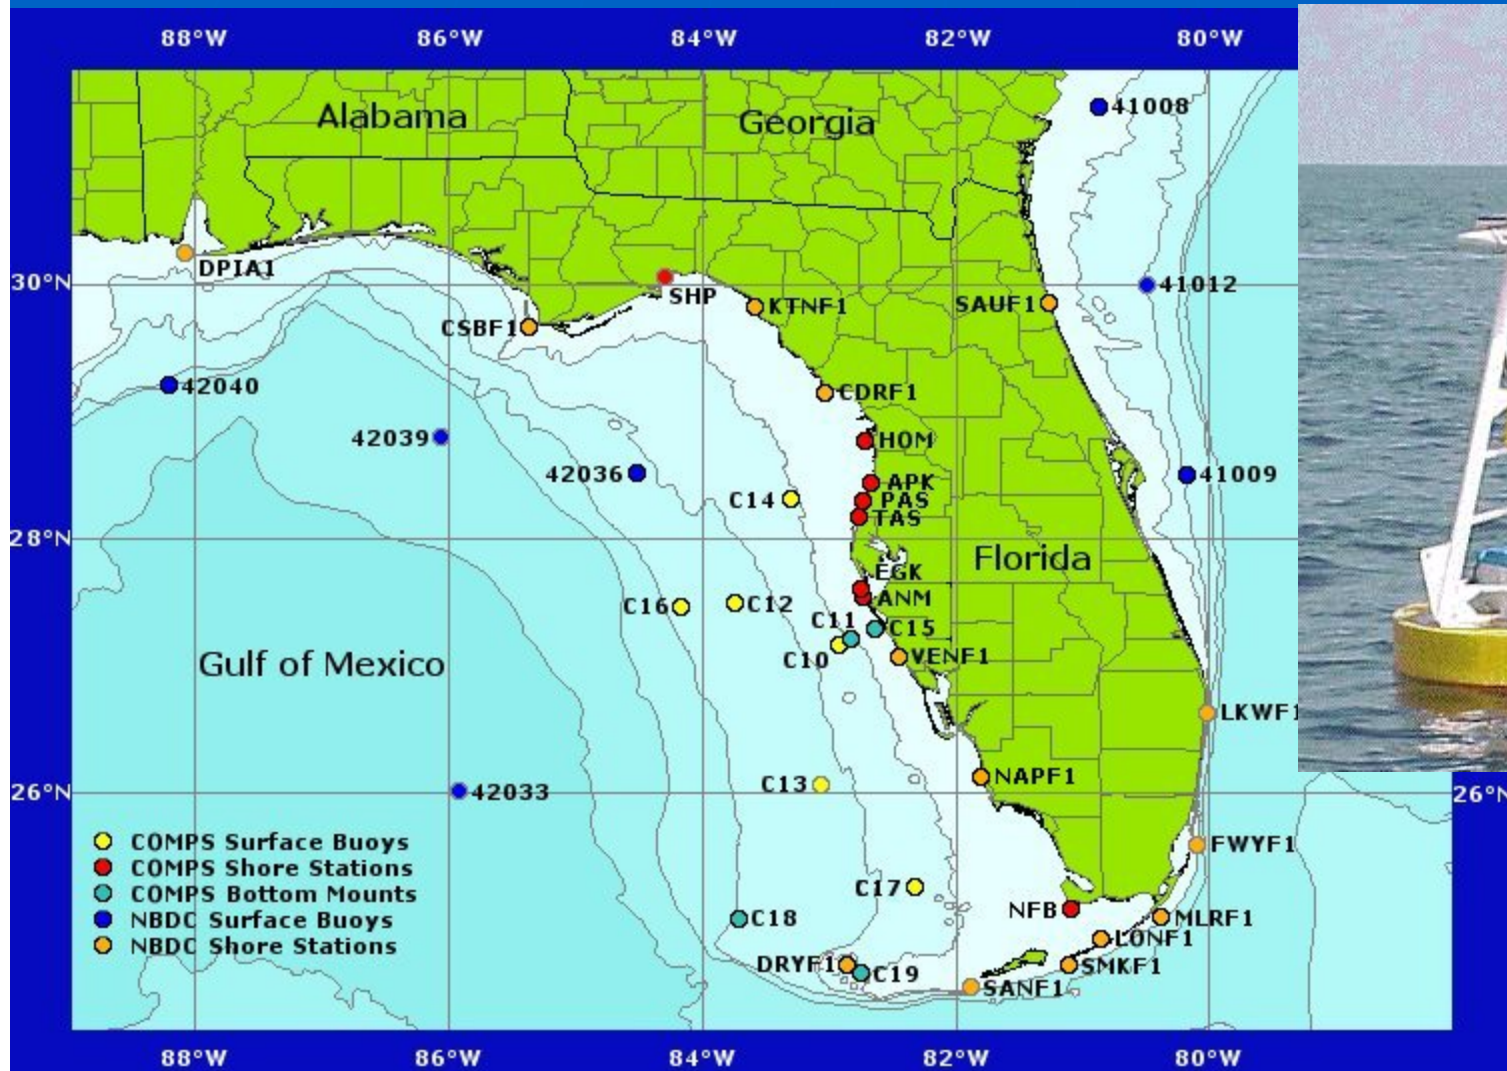 88°W 86°W 84°W 82°W 80°W
41008
Alabama
Georgia
DPIA1
30°N
SHP
41012
KTNF1
SAUF1
CSBF1
42040
CDRF1
42039
HOM
42036
APK
41009
C14
PAS
TAS
28°N
Florida
EGK
C16
C12
ANM
C11
C15
C10
VENF1
Gulf of Mexico
LKWF1
NAPF1
C13
26°N
42033
26°N
COMPS Surface Buoys
FWYF1
COMPS Shore Stations
COMPS Bottom Mounts
C17
NFB
C18
MLRF1
NBDC Surface Buoys
LONF1
NBDC Shore Stations
DRYF1
C19
SMKF1
SANF1
88°W 86°W 84°W 82°W 80°W